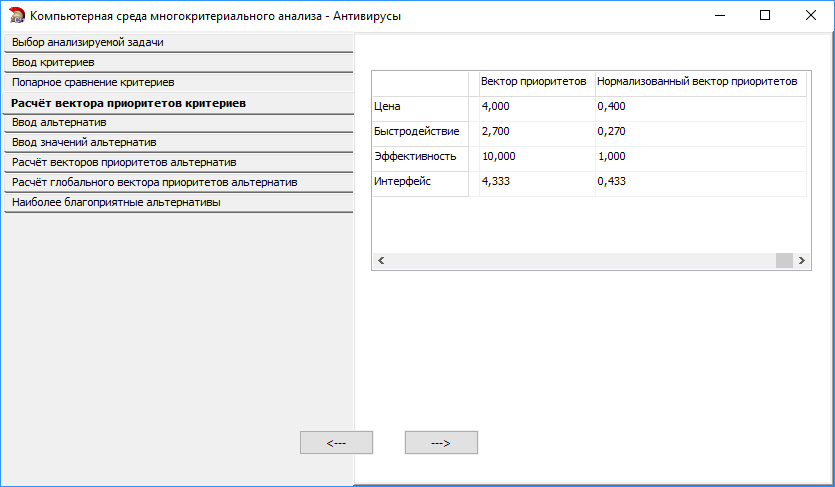 Компьютерная среда многокритериального анализа - Антивирусы
Выбор анализируемой задачи
Ввод критериев
Попарное сравнение критериев
Расчёт вектора приоритетов критериев
Ввод альтернатив
Ввод значений альтернатив
Расчёт векторов приоритетов альтернатив
Расчёт глобального вектора приоритетов альтернатив
Наиболее благоприятные альтернативы
Вектор приоритетов Нормализованный вектор приоритетов
Цена 4,000 0,400
Быстродействие 2,700 0,270
Эффективность 10,000 1,000
Интерфейс 4,333 0,433
<--- --->